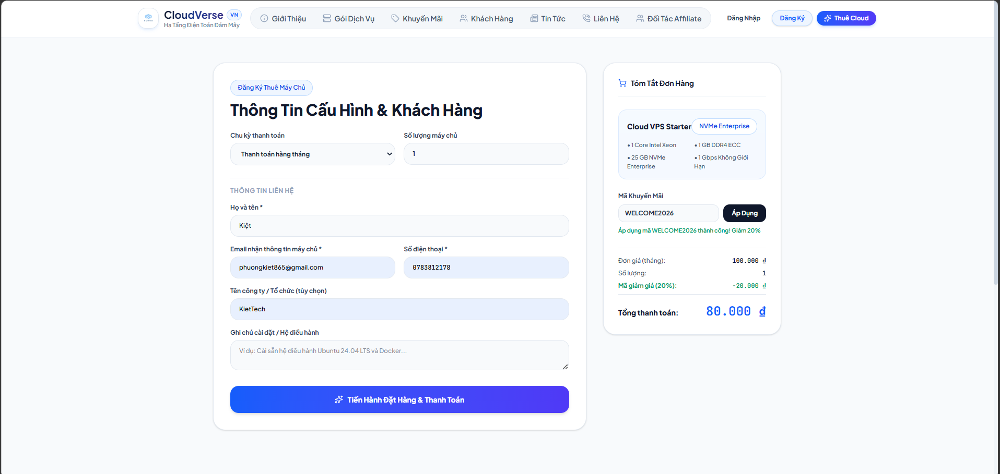 CloudVerse VN
Hạ Tầng Điện Toán Đám Mây
Giới Thiệu
Gói Dịch Vụ
Khuyến Mãi
Khách Hàng
Tin Tức
Liên Hệ
Đối Tác Affiliate
Đăng Nhập
Đăng Ký
Thuê Cloud
Đăng Ký Thuê Máy Chủ
Thông Tin Cấu Hình & Khách Hàng
Chu kỳ thanh toán
Số lượng máy chủ
Thanh toán hàng tháng
1
THÔNG TIN LIÊN HỆ
Họ và tên *
Kiệt
Email nhận thông tin máy chủ *
Số điện thoại *
phuongkiet865@gmail.com
0783812178
Tên công ty / Tổ chức (tùy chọn)
KietTech
Ghi chú cài đặt / Hệ điều hành
Ví dụ: Cài sẵn hệ điều hành Ubuntu 24.04 LTS và Docker...
Tiến Hành Đặt Hàng & Thanh Toán
Tóm Tắt Đơn Hàng
Cloud VPS Starter
NVMe Enterprise
• 1 Core Intel Xeon
• 1 GB DDR4 ECC
• 25 GB NVMe
Enterprise
• 1 Gbps Không Giới
Hạn
Mã Khuyến Mãi
WELCOME2026
Áp Dụng
Áp dụng mã WELCOME2026 thành công! Giảm 20%
Đơn giá (tháng): 100.000 ₫
Số lượng: 1
Mã giảm giá (20%): -20.000 ₫
Tổng thanh toán: 80.000 ₫